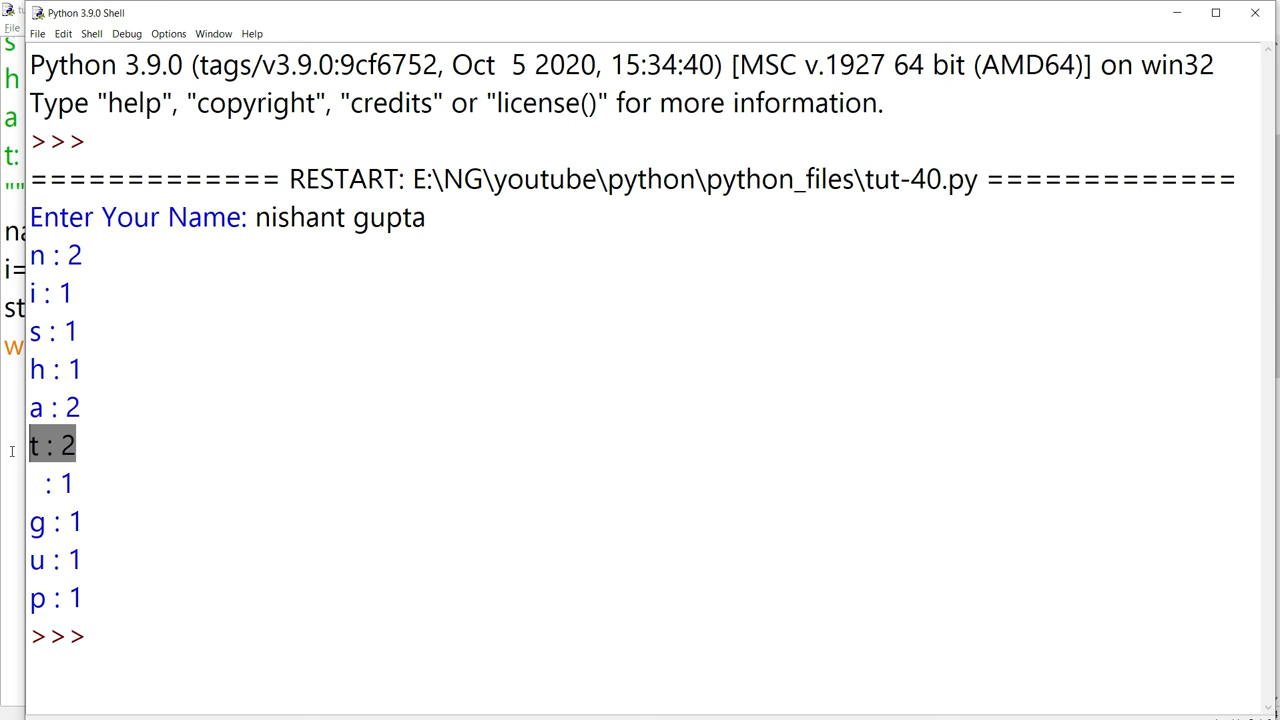 Python 3.9.0 Shell
File Edit Shell Debug Options Window Help
Python 3.9.0 (tags/v3.9.0:9cf6752, Oct  5 2020, 15:34:40) [MSC v.1927 64 bit (AMD64)] on win32
Type "help", "copyright", "credits" or "license()" for more information.
>>>
============= RESTART: E:\NG\youtube\python\python_files\tut-40.py =============
Enter Your Name: nishant gupta
n : 2
i : 1
s : 1
h : 1
a : 2
t : 2
  : 1
g : 1
u : 1
p : 1
>>>
File
s
h
a
t:
""
na
i=
st
w